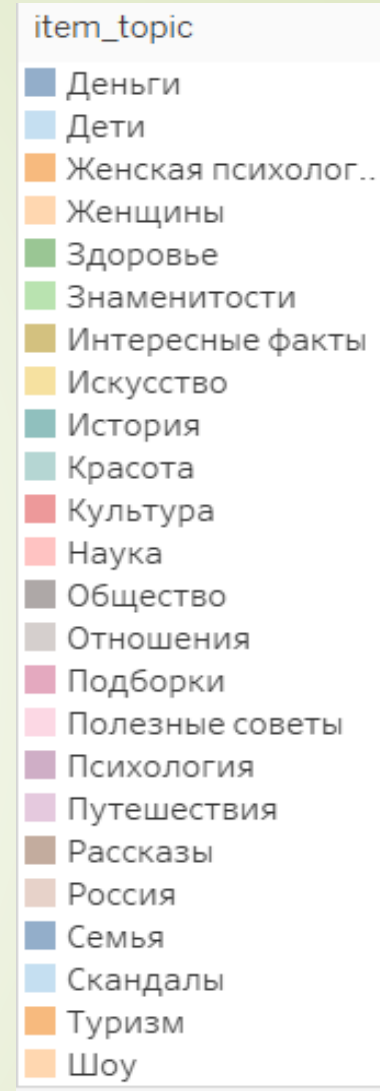 item_topic
Деньги
Дети
Женская психолог..
Женщины
Здоровье
Знаменитости
Интересные факты
Искусство
История
Красота
Культура
Наука
Общество
Отношения
Подборки
Полезные советы
Психология
Путешествия
Рассказы
Россия
Семья
Скандалы
Туризм
Шоу